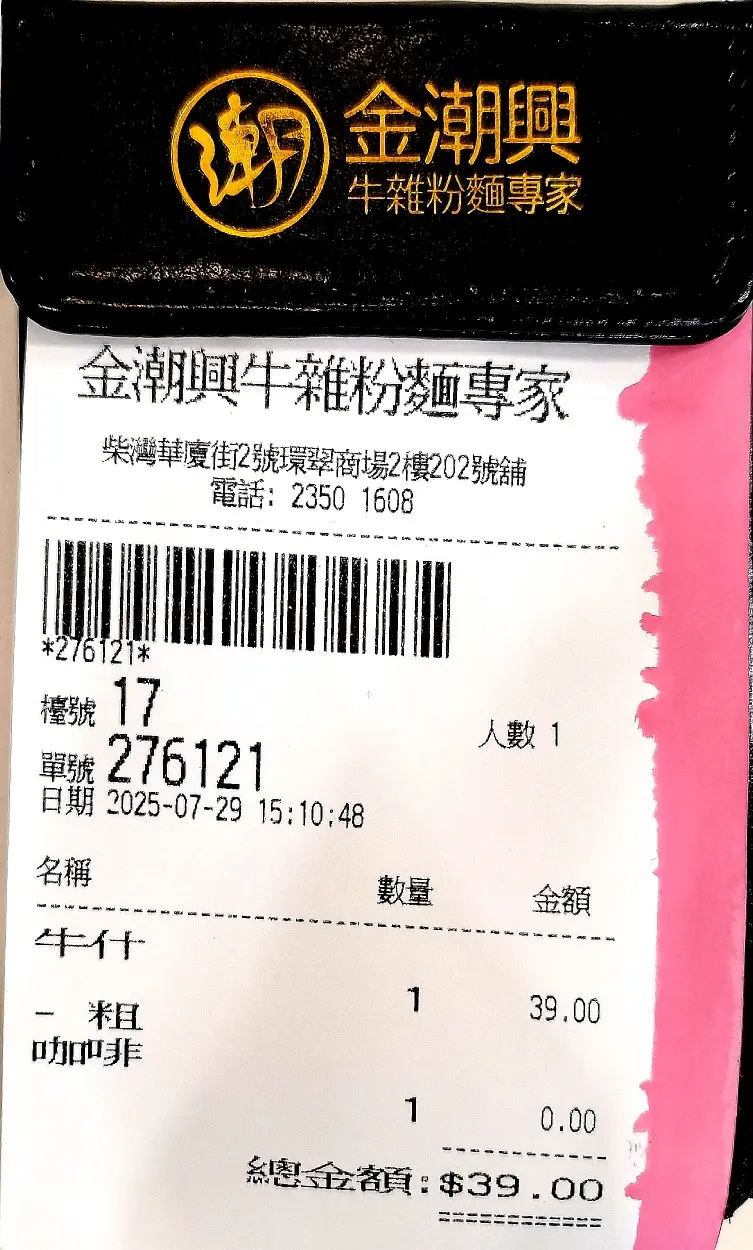 潮 金潮興
牛雜粉麵專家
金潮興牛雜粉麵專家
柴灣華廈街2號環翠商場2樓202號舖
電話: 2350 1608
*276121*
檯號 17 人數 1
單號 276121
日期 2025-07-29 15:10:48
名稱 數量 金額
牛什
1 39.00
- 粗
咖啡
1 0.00
總金額:$39.00